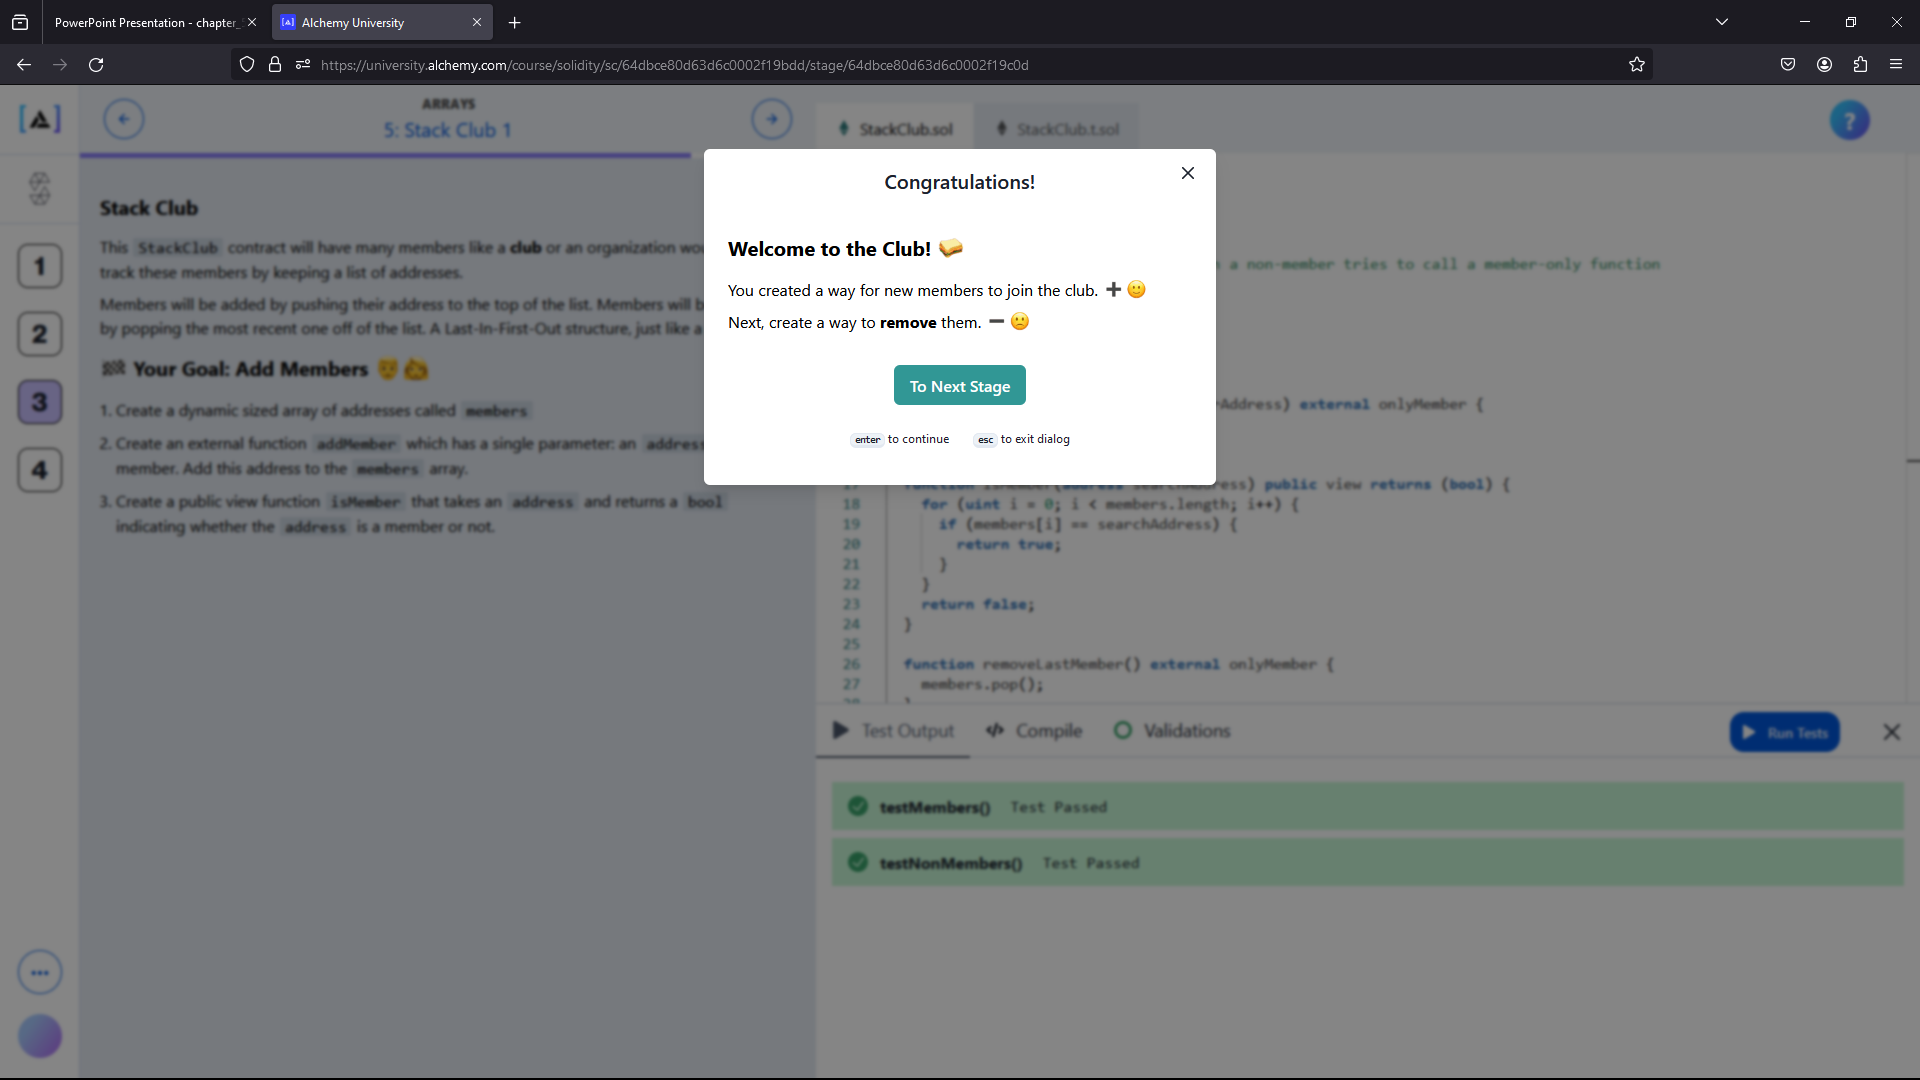 PowerPoint Presentation - chapter_
Alchemy University
https://university.alchemy.com/course/solidity/sc/64dbce80d63d6c0002f19bdd/stage/64dbce80d63d6c0002f19c0d
ARRAYS
5: Stack Club 1
StackClub.sol
StackClub.t.sol
?
1
2
3
4
Stack Club
This StackClub contract will have many members like a club or an organization wou
track these members by keeping a list of addresses.
Members will be added by pushing their address to the top of the list. Members will b
by popping the most recent one off of the list. A Last-In-First-Out structure, just like a
Your Goal: Add Members
1. Create a dynamic sized array of addresses called members
2. Create an external function addMember which has a single parameter: an address
member. Add this address to the members array.
3. Create a public view function isMember that takes an address and returns a bool
indicating whether the address is a member or not.
Congratulations!
Welcome to the Club!
You created a way for new members to join the club.
Next, create a way to remove them.
To Next Stage
enter to continue
esc to exit dialog
a non-member tries to call a member-only function
rAddress) external onlyMember {
17 function isMember(address searchAddress) public view returns (bool) {
18 for (uint i = 0; i < members.length; i++) {
19 if (members[i] == searchAddress) {
20 return true;
21 }
22 }
23 return false;
24 }
25
26 function removeLastMember() external onlyMember {
27 members.pop();
28 }
Test Output
Compile
Validations
Run Tests
testMembers() Test Passed
testNonMembers() Test Passed